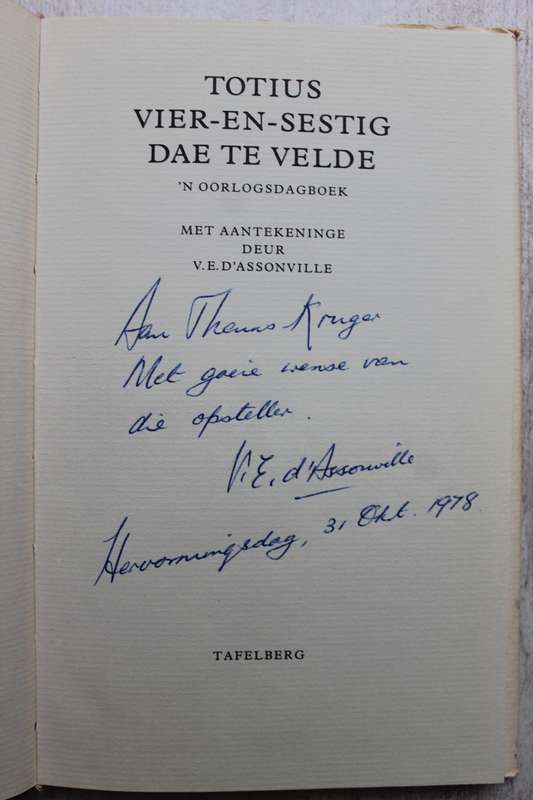 TOTIUS
VIER-EN-SESTIG
DAE TE VELDE
'N OORLOGSDAGBOEK
MET AANTEKENINGE
DEUR
V.E.D'ASSONVILLE
Aan Theuns Kruger
Met goeie wense van
die opsteller.
V.E. d'Assonville
Hervormingsdag, 31 Okt. 1978.
TAFELBERG